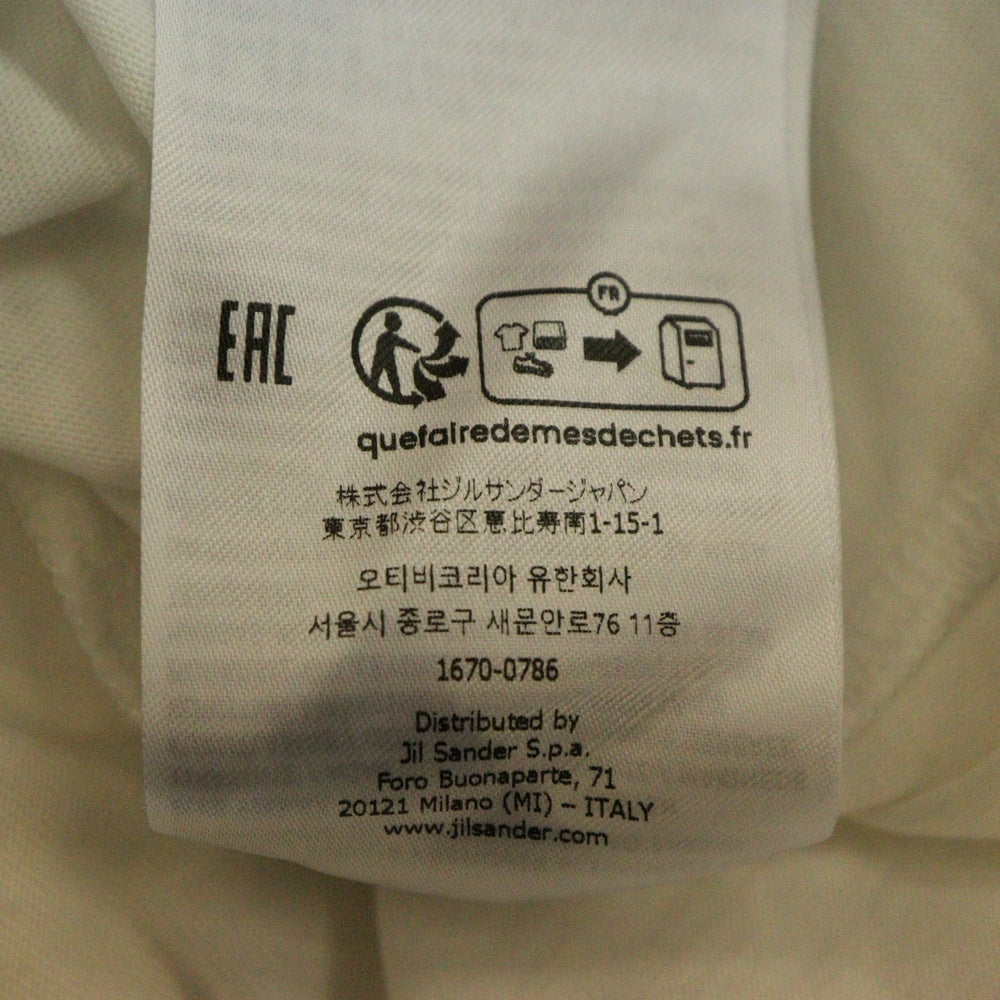 EAC
FR
quefairedemesdechets.fr
株式会社ジルサンダージャパン
東京都渋谷区恵比寿南1-15-1
오티비코리아 유한회사
서울시 종로구 새문안로76 11층
1670-0786
Distributed by
Jil Sander S.p.a.
Foro Buonaparte, 71
20121 Milano (MI) – ITALY
www.jilsander.com